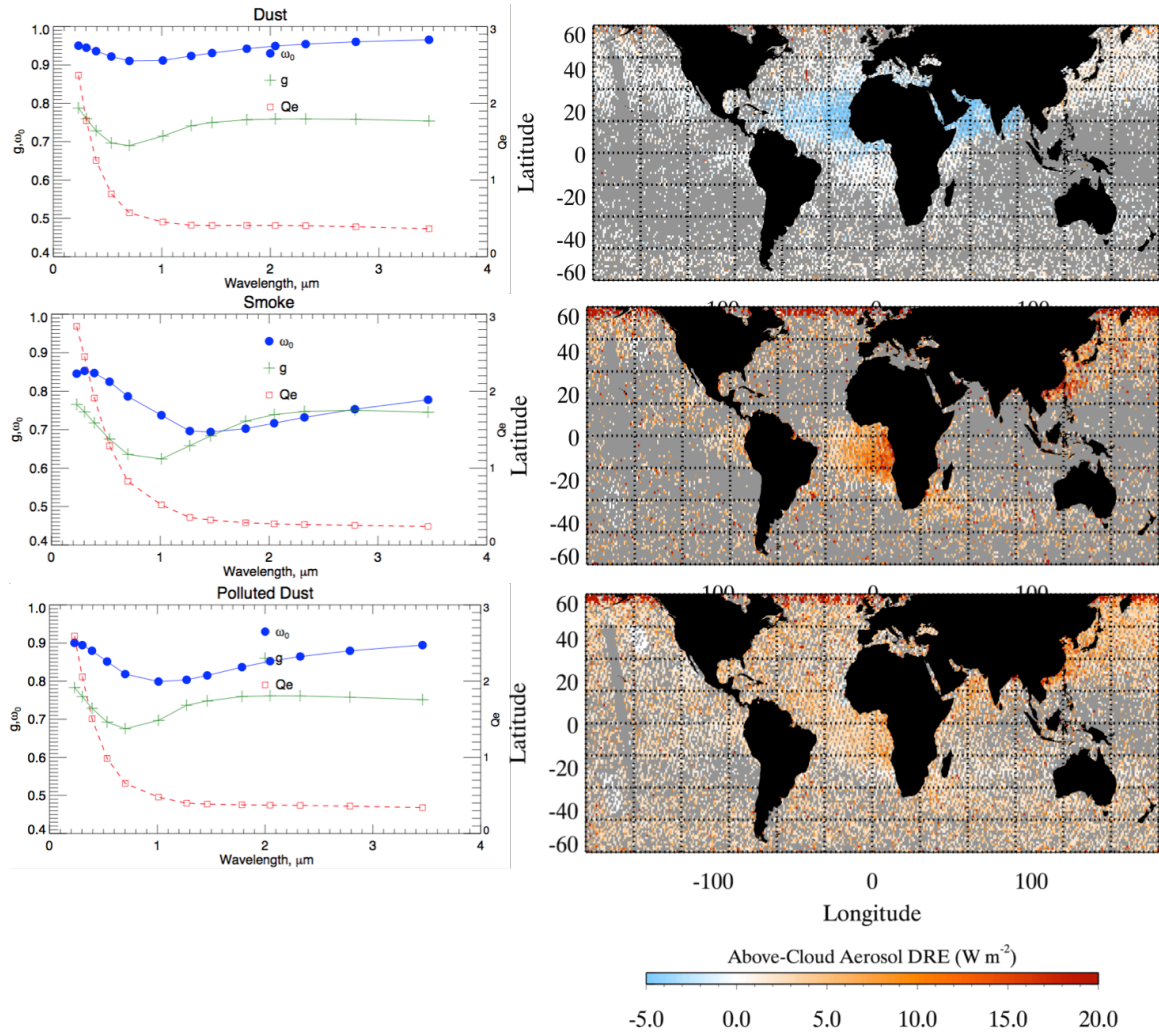 Dust
1.0
0.9
0.8
0.7
0.6
0.5
0.4
g,ω₀
3
2
1
0
Qe
ω₀
g
Qe
0 1 2 3 4
Wavelength, μm
60
40
20
0
-20
-40
-60
Latitude
-100 0 100
Smoke
1.0
0.9
0.8
0.7
0.6
0.5
0.4
g,ω₀
3
2
1
0
Qe
ω₀
g
Qe
0 1 2 3 4
Wavelength, μm
60
40
20
0
-20
-40
-60
Latitude
-100 0 100
Polluted Dust
1.0
0.9
0.8
0.7
0.6
0.5
0.4
g,ω₀
3
2
1
0
Qe
ω₀
g
Qe
0 1 2 3 4
Wavelength, μm
60
40
20
0
-20
-40
-60
Latitude
-100 0 100
Longitude
Above-Cloud Aerosol DRE (W m⁻²)
-5.0 0.0 5.0 10.0 15.0 20.0